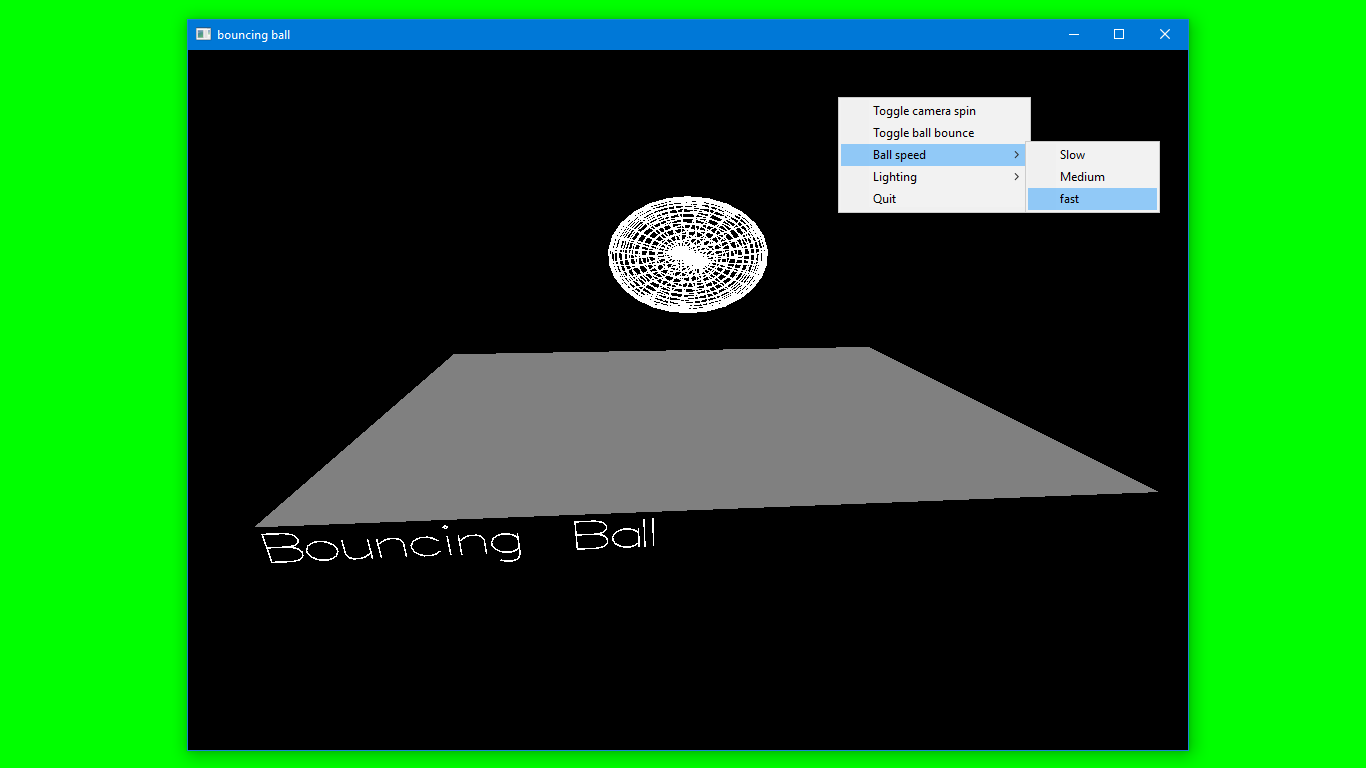 bouncing ball
Toggle camera spin
Toggle ball bounce
Ball speed
Lighting
Quit
Slow
Medium
fast
Bouncing Ball